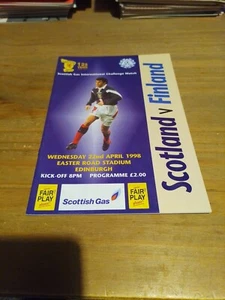 Scottish Gas International Challenge Match
Scotland v Finland
WEDNESDAY 22nd APRIL 1998
EASTER ROAD STADIUM
EDINBURGH
KICK-OFF 8PM PROGRAMME £2.00
FAIR
PLAY
Scottish Gas
FAIR
PLAY